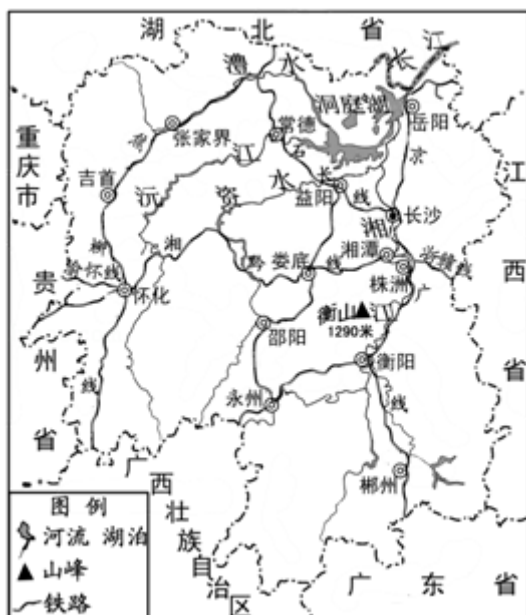 湖北省
长江
澧水
洞庭湖
岳阳
重庆市
张家界
常德
石
长
线
京
广
线
焦
柳
线
吉首
沅江
资水
益阳
长沙
湘江
江西省
湘潭
浙赣线
株洲
湘
黔
线
娄底
怀化
贵州省
衡山
1290米
邵阳
衡阳
永州
郴州
广西壮族自治区
广东省
图例
河流 湖泊
山峰
铁路